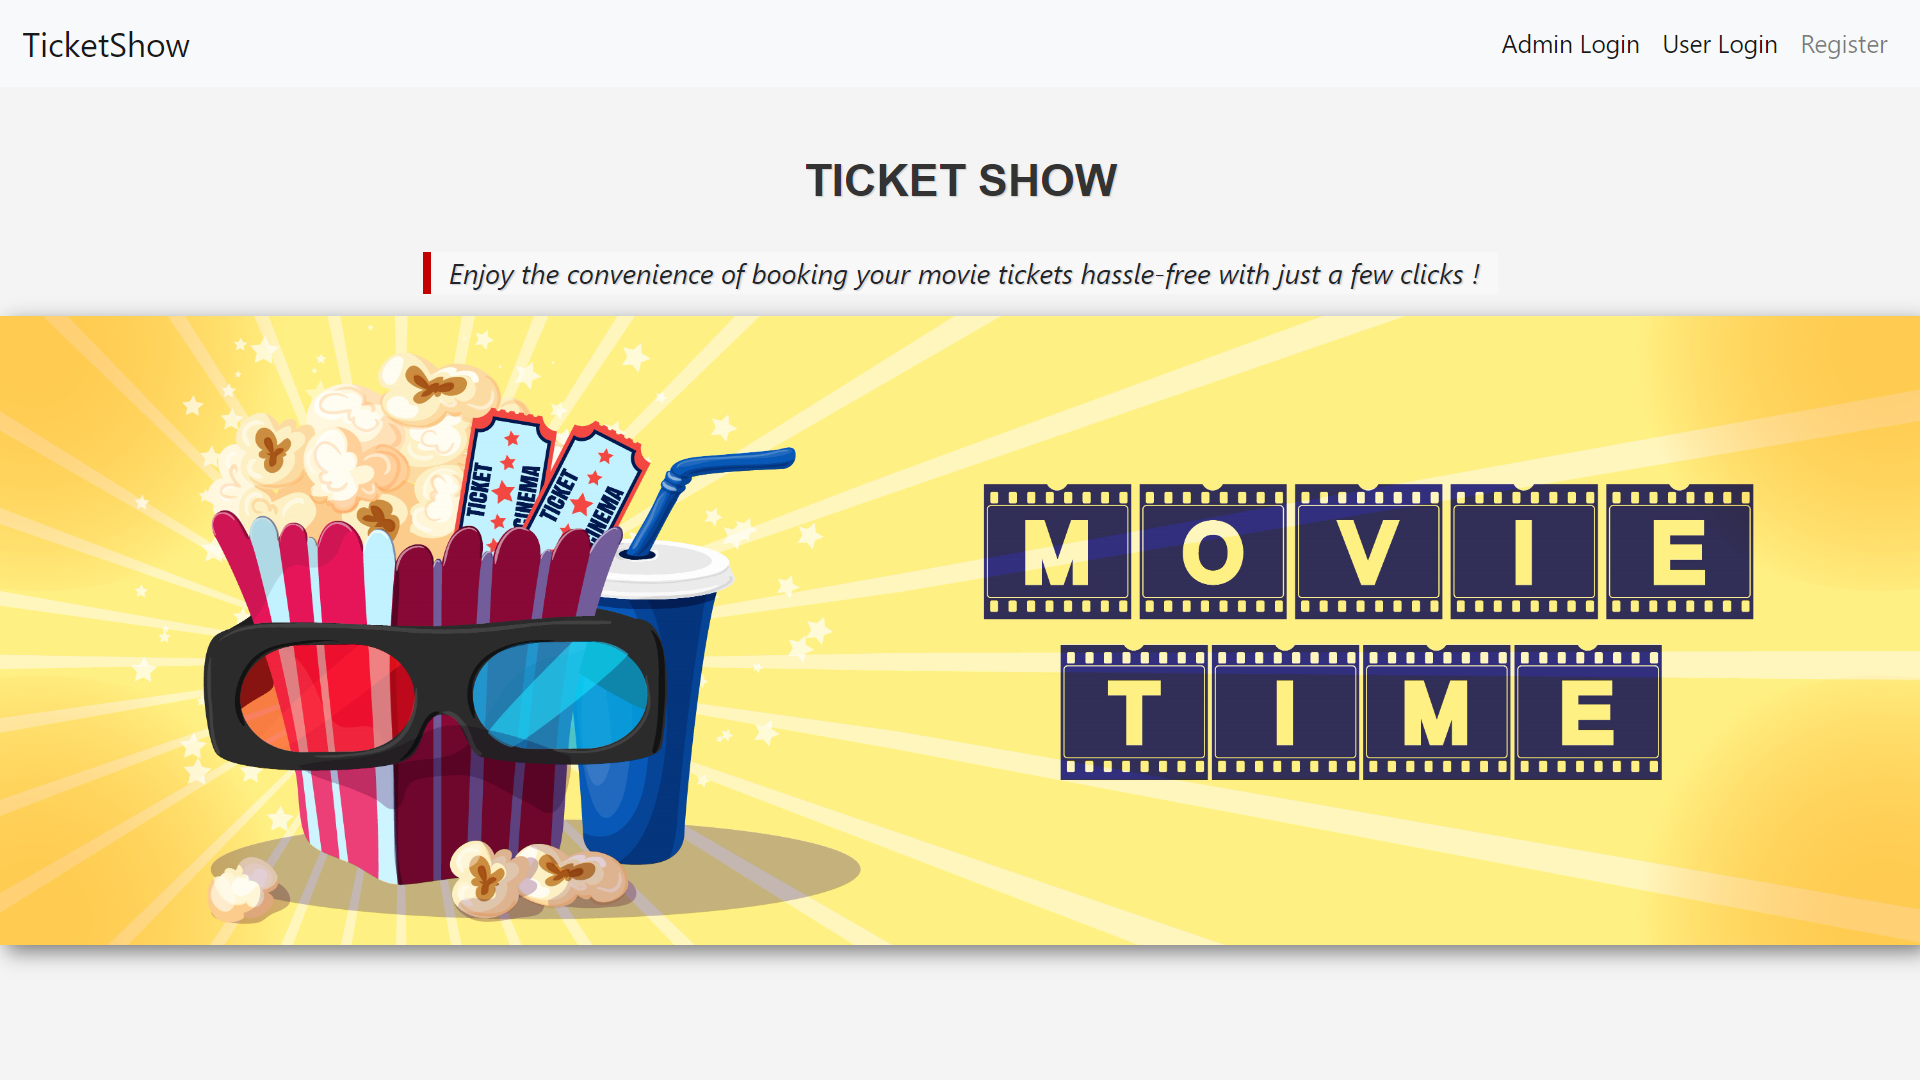 TicketShow
Admin Login User Login Register
TICKET SHOW
Enjoy the convenience of booking your movie tickets hassle-free with just a few clicks !
TICKET
CINEMA
TICKET
CINEMA
MOVIE
TIME